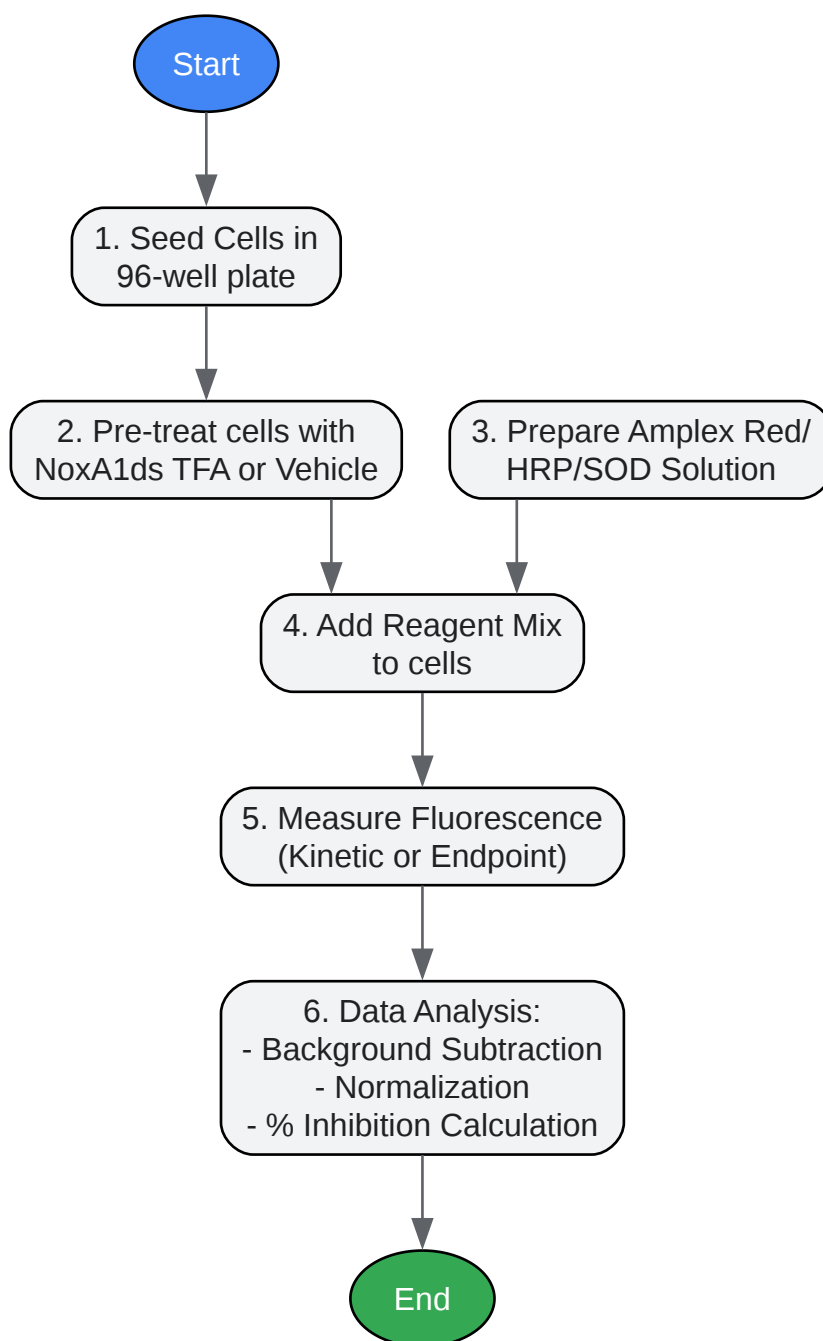 Start
1. Seed Cells in
96-well plate
2. Pre-treat cells with
NoxA1ds TFA or Vehicle
3. Prepare Amplex Red/
HRP/SOD Solution
4. Add Reagent Mix
to cells
5. Measure Fluorescence
(Kinetic or Endpoint)
6. Data Analysis:
- Background Subtraction
- Normalization
- % Inhibition Calculation
End